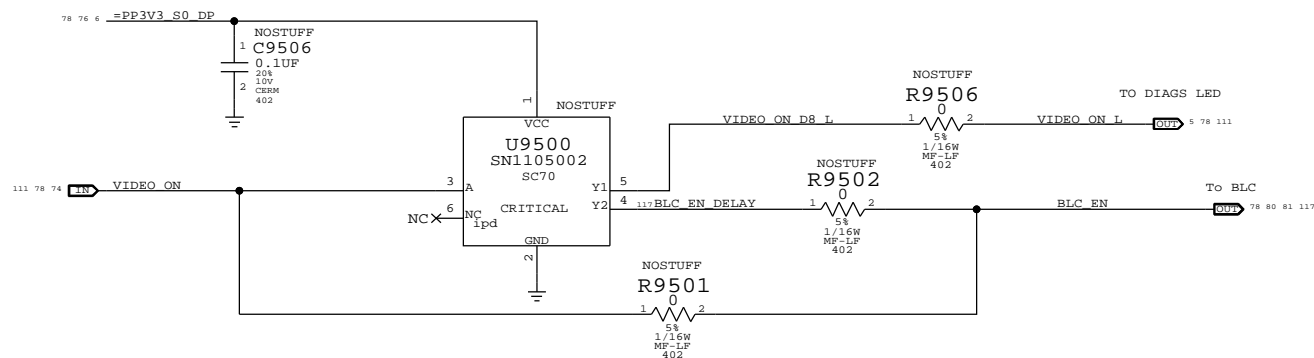 78 76 6 =PP3V3_S0_DP
NOSTUFF
1 C9506
0.1UF
20%
10V
2 CERM
402
NOSTUFF
1
VCC
U9500
SN1105002
SC70
111 78 74 IN VIDEO_ON
3 A
6 NC
NC
ipd
CRITICAL
Y1 5
Y2 4
GND
2
VIDEO_ON_D8_L
NOSTUFF
R9506
1 0 2
5%
1/16W
MF-LF
402
VIDEO_ON_L
TO DIAGS LED
OUT 5 78 111
117 BLC_EN_DELAY
NOSTUFF
R9502
1 0 2
5%
1/16W
MF-LF
402
BLC_EN
To BLC
OUT 78 80 81 117
NOSTUFF
R9501
1 0 2
5%
1/16W
MF-LF
402